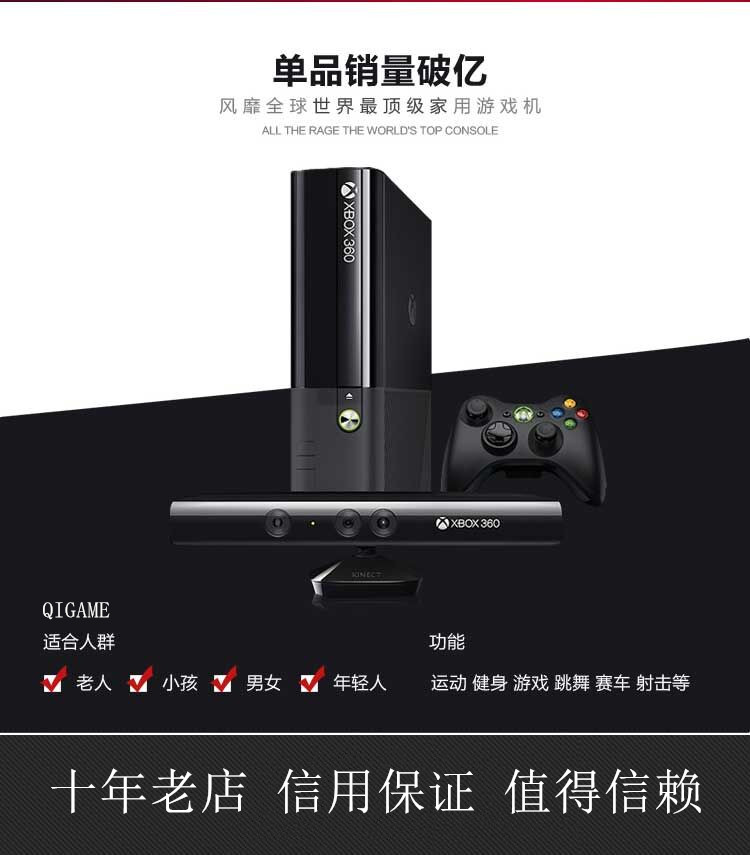 单品销量破亿
风靡全球世界最顶级家用游戏机
ALL THE RAGE THE WORLD'S TOP CONSOLE
XBOX 360
XBOX 360
KINECT
QIGAME
适合人群
功能
老人 小孩 男女 年轻人
运动 健身 游戏 跳舞 赛车 射击等
十年老店 信用保证 值得信赖